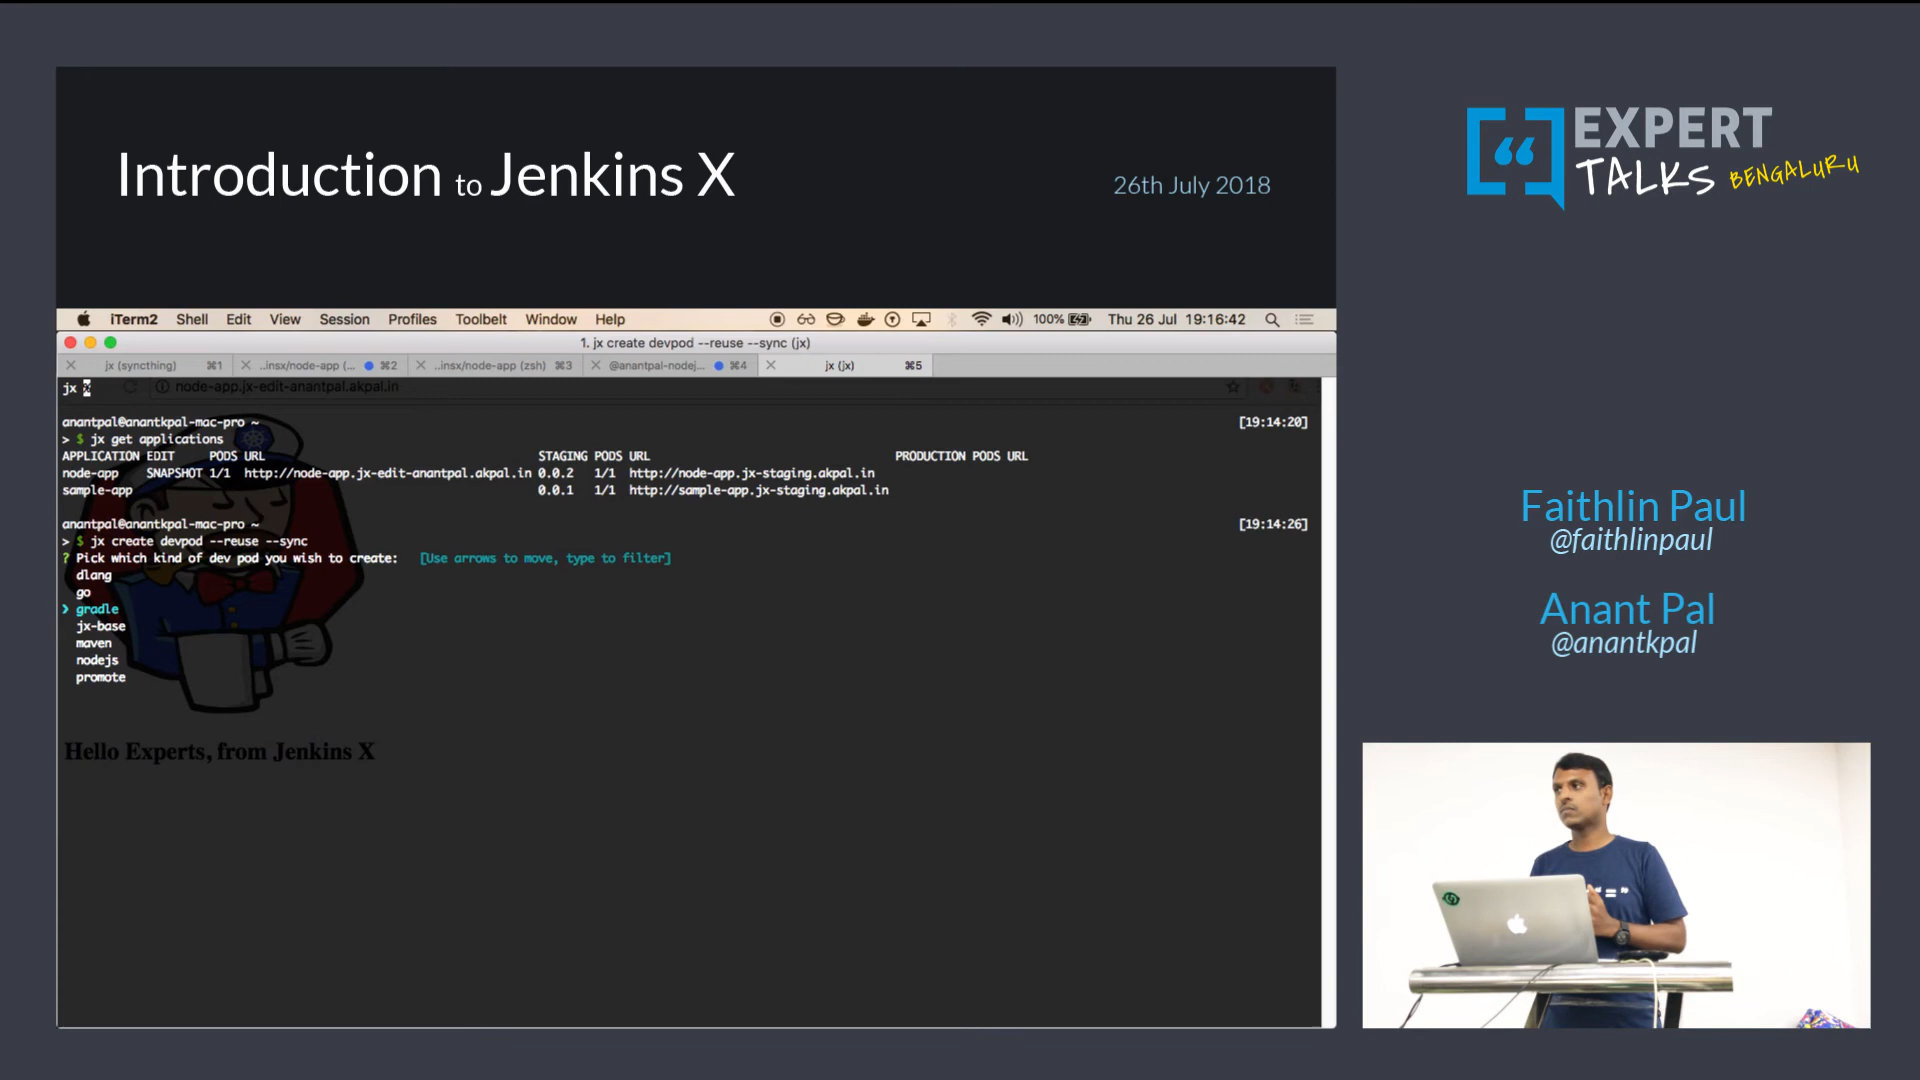 Introduction to Jenkins X
26th July 2018
EXPERT
TALKS BENGALURU
iTerm2 Shell Edit View Session Profiles Toolbelt Window Help 100% Thu 26 Jul 19:16:42
1. jx create devpod --reuse --sync (jx)
jx (syncthing) ⌘1 ..insx/node-app (... ⌘2 ..insx/node-app (zsh) ⌘3 @anantpal-nodej... ⌘4 jx (jx) ⌘5
jx
node-app.jx-edit-anantpal.akpal.in
anantpal@anantkpal-mac-pro ~ [19:14:20]
> $ jx get applications
APPLICATION EDIT PODS URL STAGING PODS URL PRODUCTION PODS URL
node-app SNAPSHOT 1/1 http://node-app.jx-edit-anantpal.akpal.in 0.0.2 1/1 http://node-app.jx-staging.akpal.in
sample-app 0.0.1 1/1 http://sample-app.jx-staging.akpal.in
anantpal@anantkpal-mac-pro ~ [19:14:26]
> $ jx create devpod --reuse --sync
? Pick which kind of dev pod you wish to create: [Use arrows to move, type to filter]
dlang
go
❯ gradle
jx-base
maven
nodejs
promote
Hello Experts, from Jenkins X
Faithlin Paul
@faithlinpaul
Anant Pal
@anantkpal